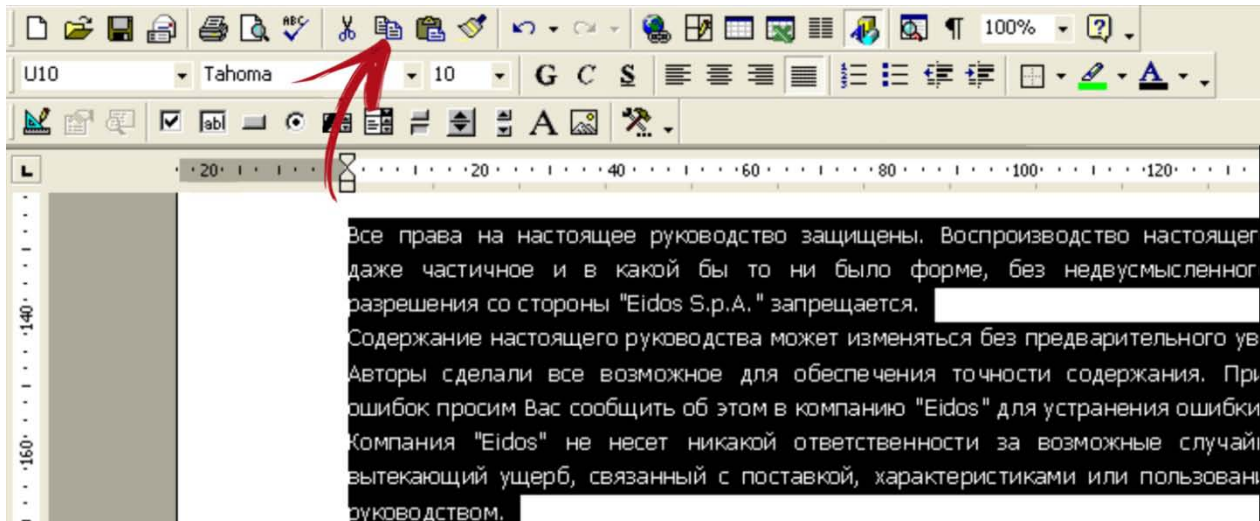 ABC 100%
U10 Tahoma 10 Ж К Ч
ab A
20 20 40 60 80 100 120
Все права на настоящее руководство защищены. Воспроизводство настоящег
даже частичное и в какой бы то ни было форме, без недвусмысленног
разрешения со стороны "Eidos S.p.A." запрещается.
140
Содержание настоящего руководства может изменяться без предварительного ув
Авторы сделали все возможное для обеспечения точности содержания. При
ошибок просим Вас сообщить об этом в компанию "Eidos" для устранения ошибки
160
Компания "Eidos" не несет никакой ответственности за возможные случай
вытекающий ущерб, связанный с поставкой, характеристиками или пользовани
руководством.